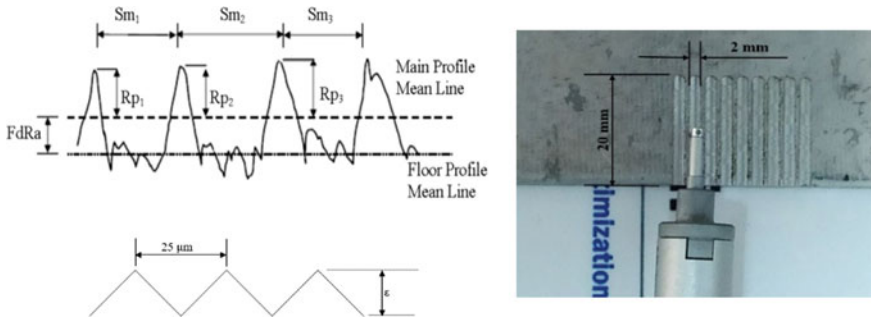 Sm1 Sm2 Sm3
Main Profile
Mean Line
Rp1 Rp2 Rp3
FdRa
Floor Profile
Mean Line
25 μm
ε
2 mm
20 mm
timization